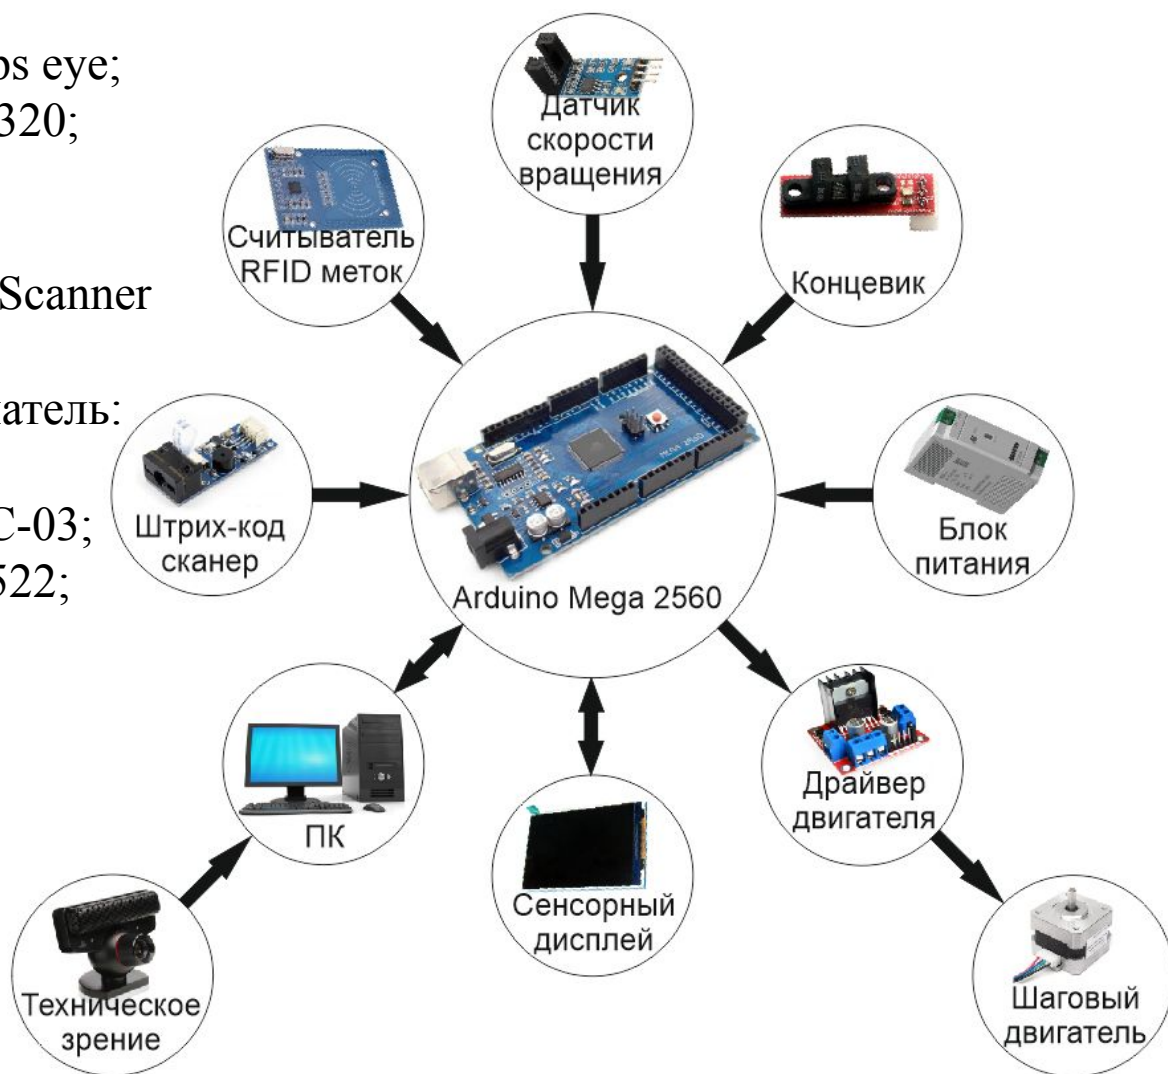 ps eye;
320;
Scanner
атель:
С-03;
522;
Датчик
скорости
вращения
Считыватель
RFID меток
Концевик
Штрих-код
сканер
Arduino Mega 2560
Блок
питания
ПК
Драйвер
двигателя
Сенсорный
дисплей
Техническое
зрение
Шаговый
двигатель